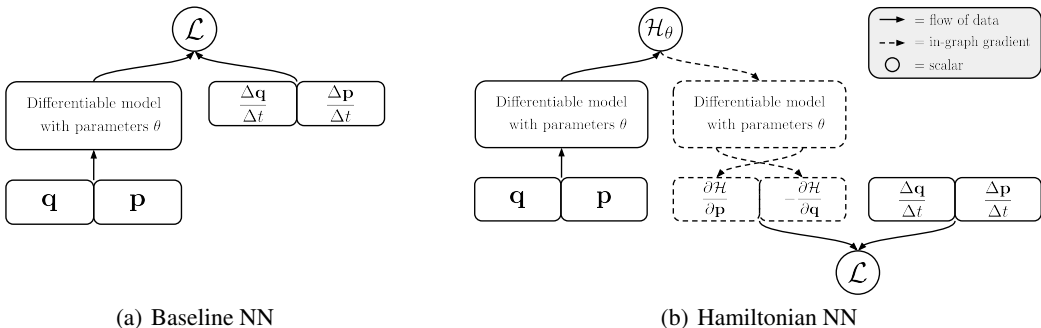 ℒ
Differentiable model
with parameters θ
Δq/Δt Δp/Δt
q p
(a) Baseline NN
ℋ_θ
Differentiable model
with parameters θ
q p
Differentiable model
with parameters θ
∂ℋ/∂p −∂ℋ/∂q
Δq/Δt Δp/Δt
ℒ
= flow of data
= in-graph gradient
= scalar
(b) Hamiltonian NN